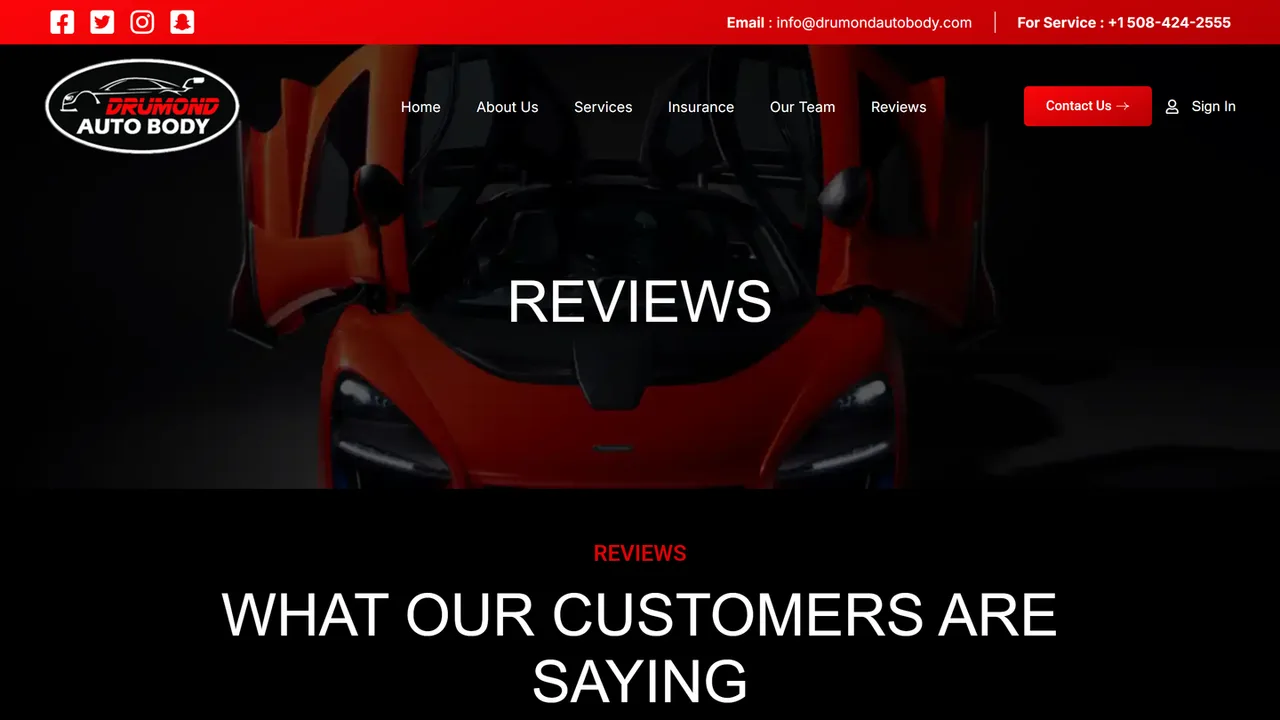 Email : info@drumondautobody.com
For Service : +1 508-424-2555
DRUMOND
AUTO BODY
Home
About Us
Services
Insurance
Our Team
Reviews
Contact Us
Sign In
REVIEWS
REVIEWS
WHAT OUR CUSTOMERS ARE
SAYING